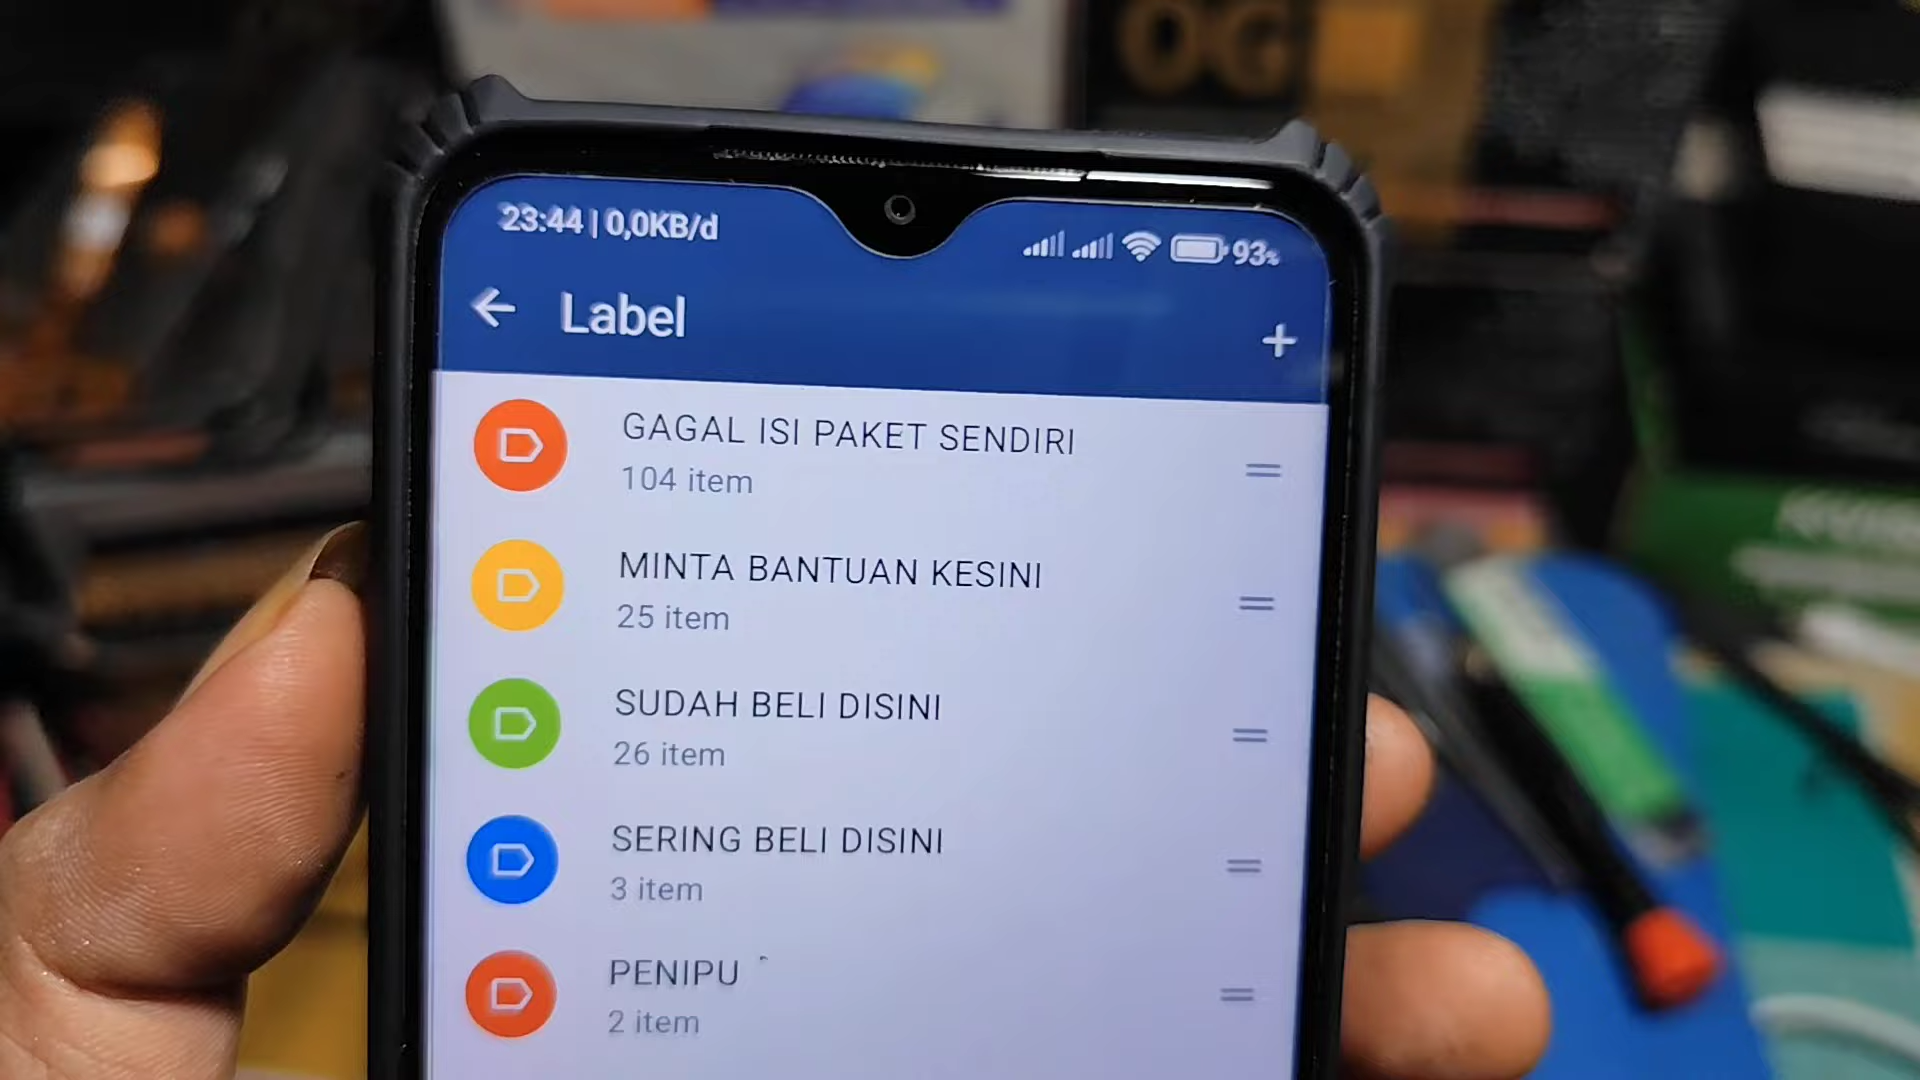 OG
23:44 | 0,0KB/d
93%
Label
GAGAL ISI PAKET SENDIRI
104 item
MINTA BANTUAN KESINI
25 item
SUDAH BELI DISINI
26 item
SERING BELI DISINI
3 item
PENIPU
2 item